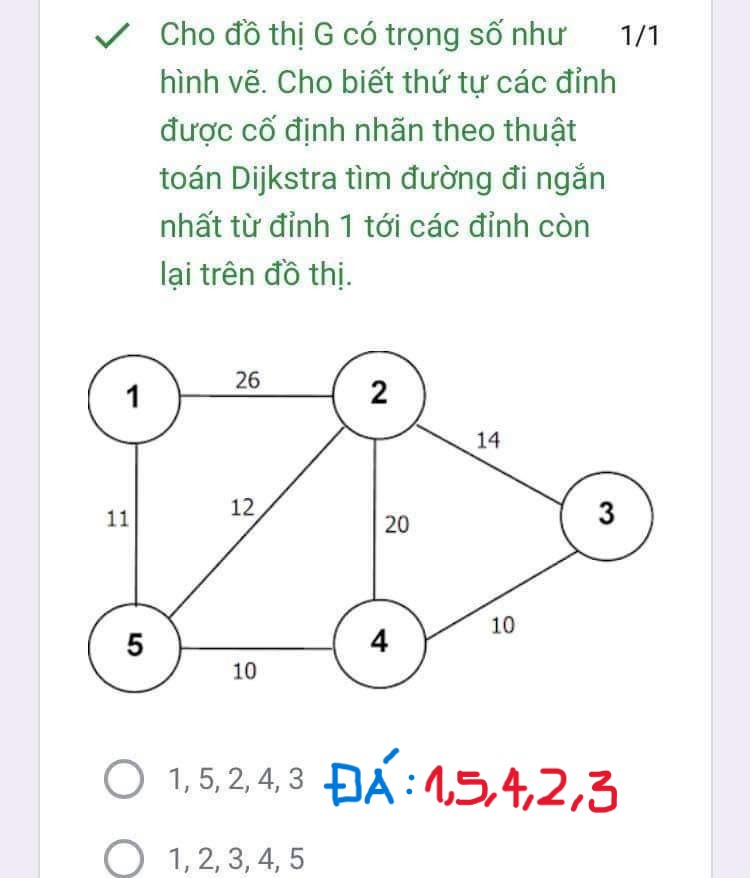 Cho đồ thị G có trọng số như 1/1
hình vẽ. Cho biết thứ tự các đỉnh
được cố định nhãn theo thuật
toán Dijkstra tìm đường đi ngắn
nhất từ đỉnh 1 tới các đỉnh còn
lại trên đồ thị.
26
1
2
14
11
12
20
3
5
4
10
10
1, 5, 2, 4, 3 ĐÁ: 1,5,4,2,3
1, 2, 3, 4, 5